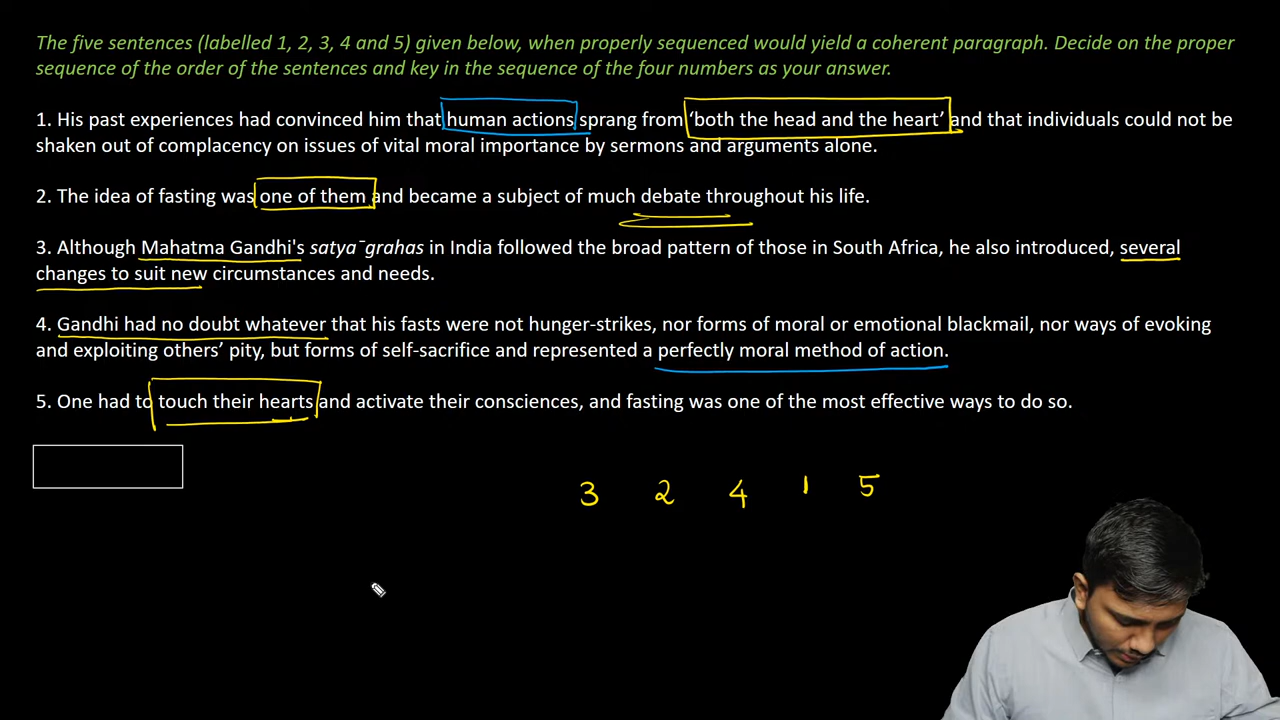 The five sentences (labelled 1, 2, 3, 4 and 5) given below, when properly sequenced would yield a coherent paragraph. Decide on the proper
sequence of the order of the sentences and key in the sequence of the four numbers as your answer.
1. His past experiences had convinced him that human actions sprang from ‘both the head and the heart’ and that individuals could not be
shaken out of complacency on issues of vital moral importance by sermons and arguments alone.
2. The idea of fasting was one of them and became a subject of much debate throughout his life.
3. Although Mahatma Gandhi's satya¯grahas in India followed the broad pattern of those in South Africa, he also introduced, several
changes to suit new circumstances and needs.
4. Gandhi had no doubt whatever that his fasts were not hunger-strikes, nor forms of moral or emotional blackmail, nor ways of evoking
and exploiting others’ pity, but forms of self-sacrifice and represented a perfectly moral method of action.
5. One had to touch their hearts and activate their consciences, and fasting was one of the most effective ways to do so.
3 2 4 1 5